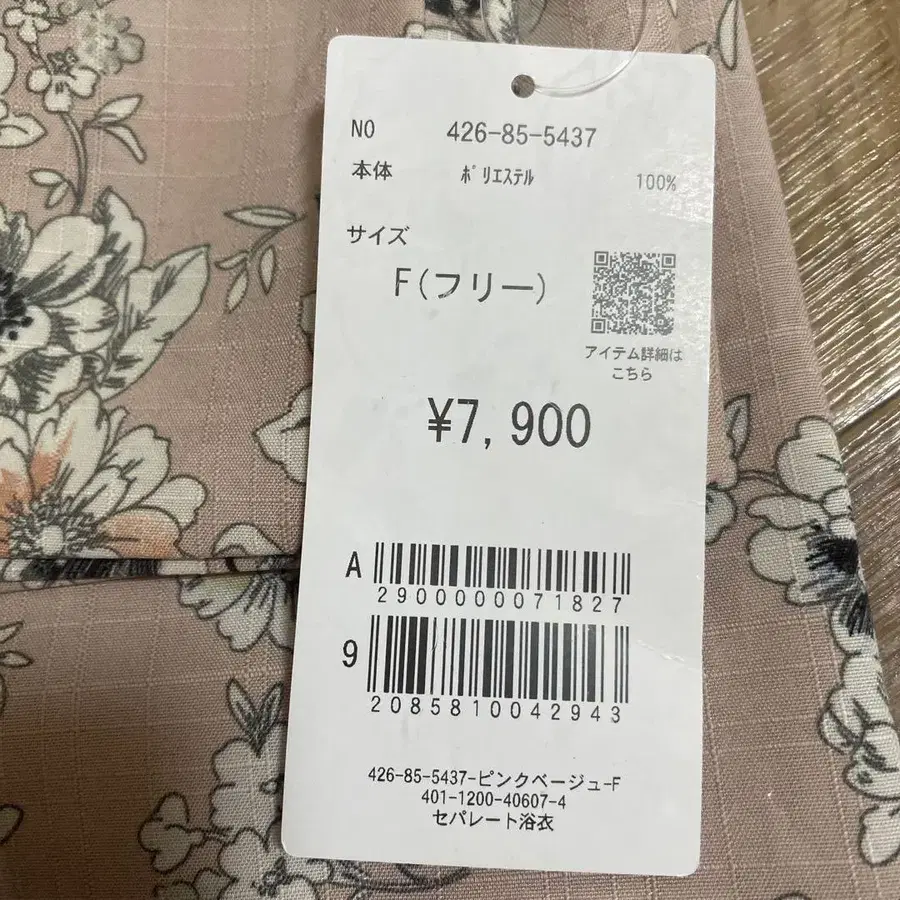 NO 426-85-5437
本体 ﾎﾟﾘｴｽﾃﾙ 100%
サイズ
F(フリー)
アイテム詳細は
こちら
¥7,900
A
2900000071827
9
2085810042943
426-85-5437-ピンクベージュ-F
401-1200-40607-4
セパレート浴衣